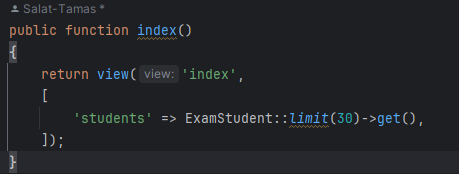 Salat-Tamas *
public function index()
{
    return view( view: 'index',
    [
        'students' => ExamStudent::limit(30)->get(),
    ]);
}